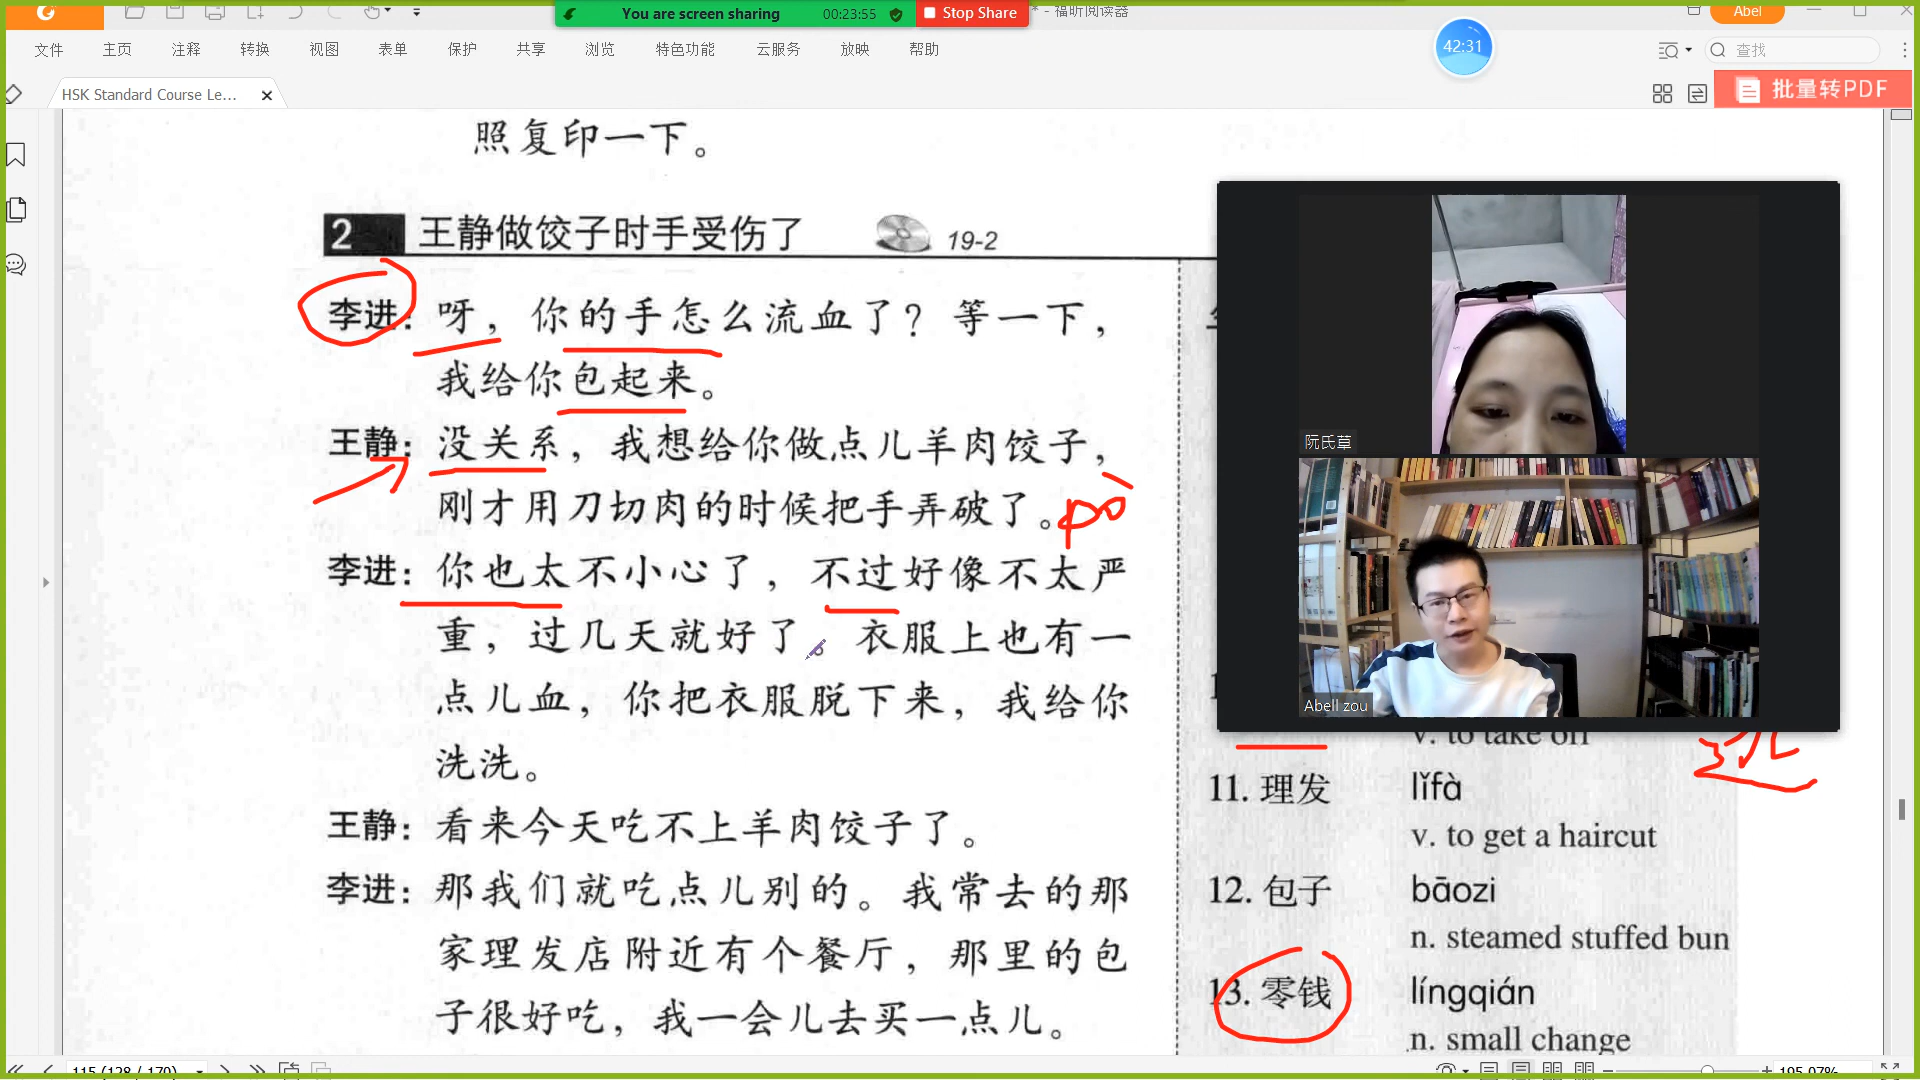 You are screen sharing
00:23:55
Stop Share
- 福昕阅读器
Abel
文件
主页
注释
转换
视图
表单
保护
共享
浏览
特色功能
云服务
放映
帮助
42:31
查找
HSK Standard Course Le...
批量转PDF
照复印一下。
2 王静做饺子时手受伤了 19-2
李进：呀，你的手怎么流血了？等一下，
我给你包起来。
王静：没关系，我想给你做点儿羊肉饺子，
刚才用刀切肉的时候把手弄破了。
李进：你也太不小心了，不过好像不太严
重，过几天就好了 衣服上也有一
点儿血，你把衣服脱下来，我给你
洗洗。
王静：看来今天吃不上羊肉饺子了。
李进：那我们就吃点儿别的。我常去的那
家理发店附近有个餐厅，那里的包
子很好吃，我一会儿去买一点儿。
阮氏草
Abell zou
v. to take off
11. 理发 lǐfà
v. to get a haircut
12. 包子 bāozi
n. steamed stuffed bun
13. 零钱 língqián
n. small change
115 (128 / 170)
195.07%